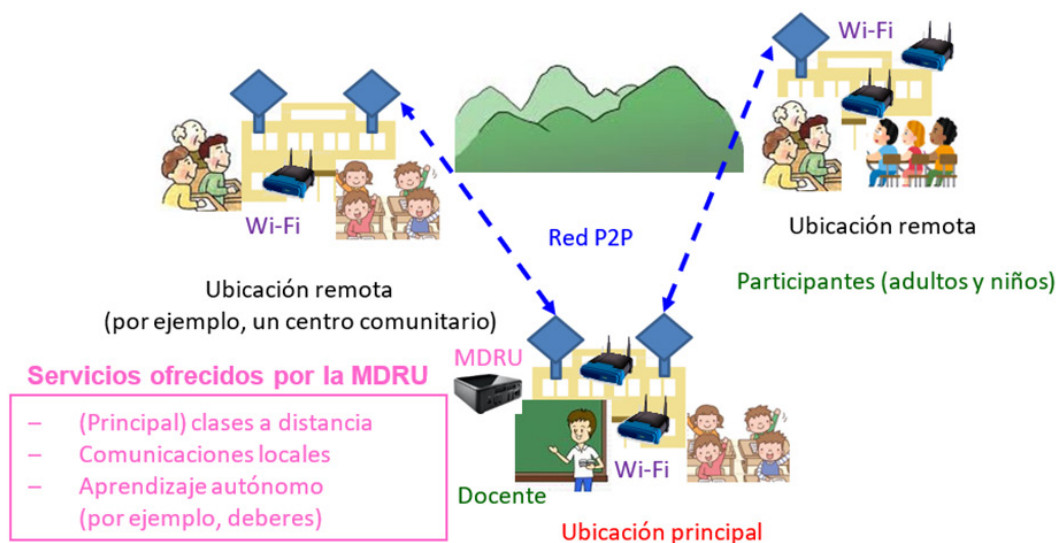 Wi-Fi
Wi-Fi
Red P2P
Ubicación remota
Participantes (adultos y niños)
Ubicación remota
(por ejemplo, un centro comunitario)
MDRU
Servicios ofrecidos por la MDRU
– (Principal) clases a distancia
– Comunicaciones locales
– Aprendizaje autónomo
(por ejemplo, deberes)
Wi-Fi
Docente
Ubicación principal